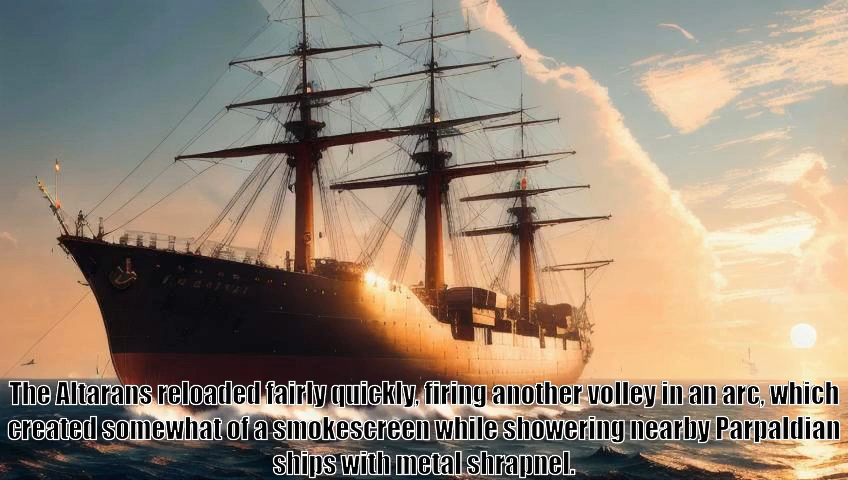 The Altarans reloaded fairly quickly, firing another volley in an arc, which
created somewhat of a smokescreen while showering nearby Parpaldian
ships with metal shrapnel.